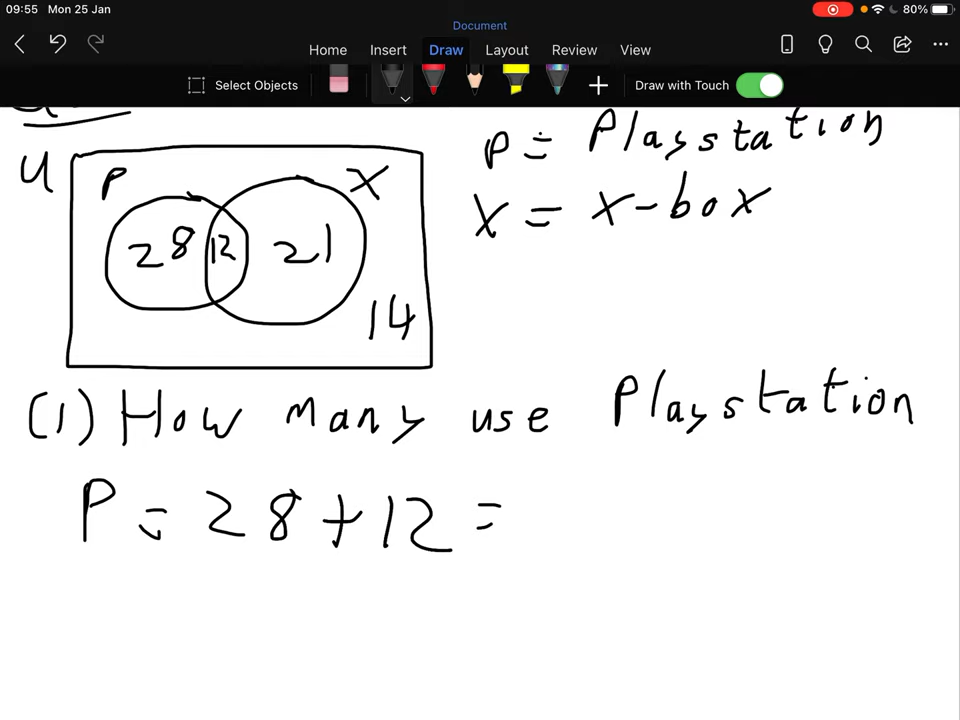 09:55 Mon 25 Jan
80%
Document
Home Insert Draw Layout Review View
Select Objects
Draw with Touch
U
P X
28 12 21
14
P = Playstation
X = X-box
(1) How many use Playstation
P = 28 + 12 =